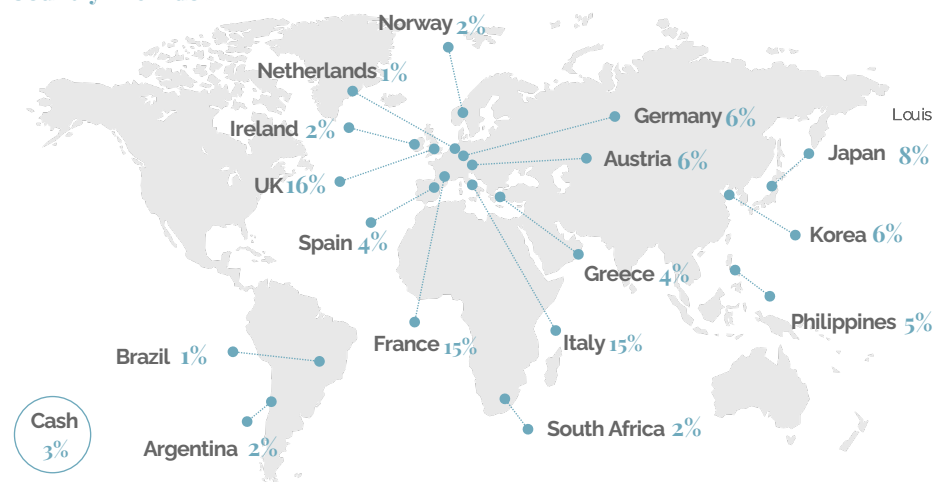 Norway 2%
Netherlands 1%
Ireland 2%
Germany 6%
Louis
Austria 6%
Japan 8%
UK 16%
Spain 4%
Korea 6%
Greece 4%
Philippines 5%
France 15%
Italy 15%
Brazil 1%
Cash
3%
South Africa 2%
Argentina 2%